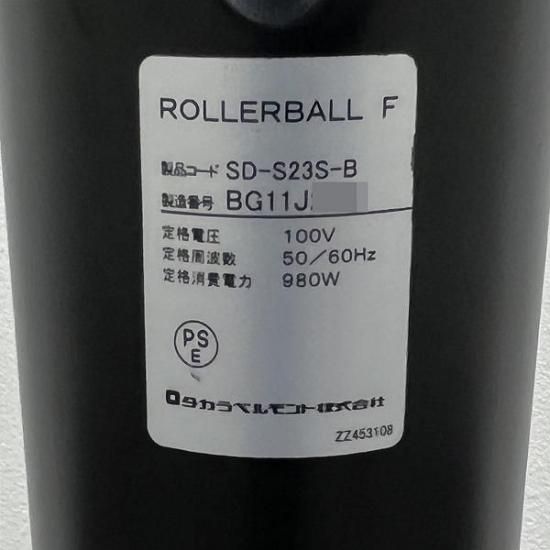 ROLLERBALL F
製品コード SD-S23S-B
製造番号 BG11J
定格電圧 100V
定格周波数 50/60Hz
定格消費電力 980W
PS
E
タカラベルモント株式会社
ZZ453108